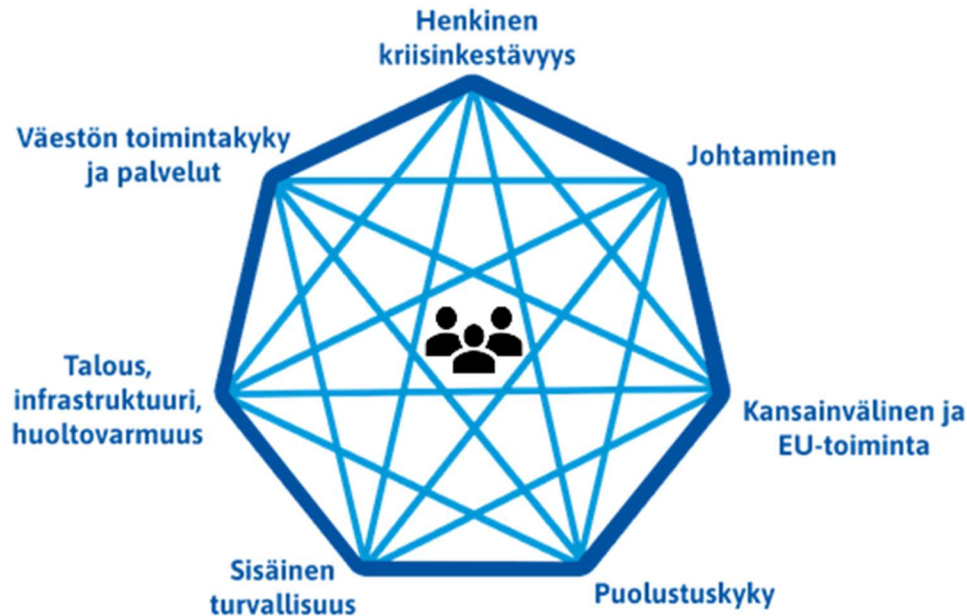 Henkinen
kriisinkestävyys
Väestön toimintakyky
ja palvelut
Johtaminen
Talous,
infrastruktuuri,
huoltovarmuus
Kansainvälinen ja
EU-toiminta
Sisäinen
turvallisuus
Puolustuskyky